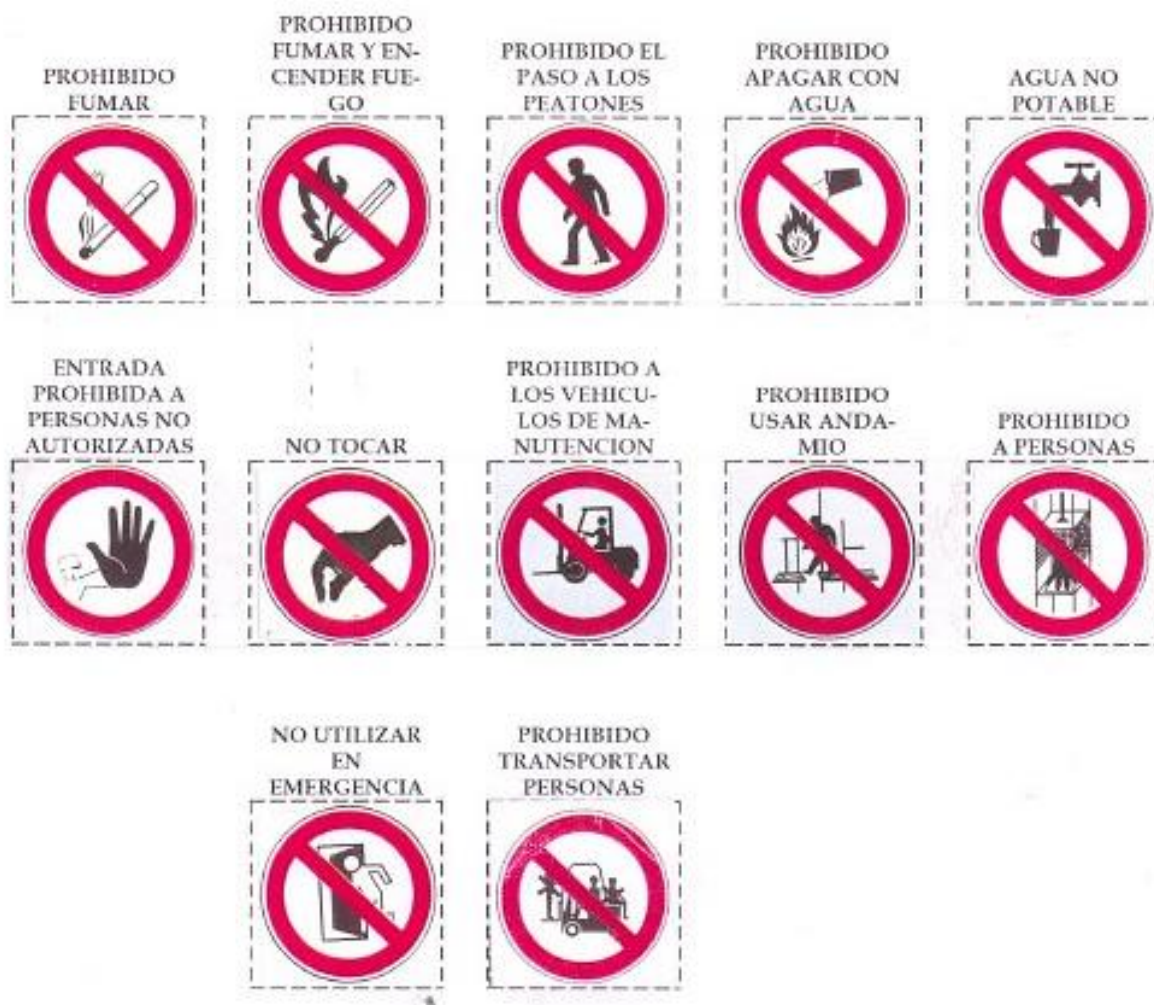 PROHIBIDO
FUMAR
PROHIBIDO
FUMAR Y EN-
CENDER FUE-
GO
PROHIBIDO EL
PASO A LOS
PEATONES
PROHIBIDO
APAGAR CON
AGUA
AGUA NO
POTABLE
ENTRADA
PROHIBIDA A
PERSONAS NO
AUTORIZADAS
NO TOCAR
PROHIBIDO A
LOS VEHICU-
LOS DE MA-
NUTENCION
PROHIBIDO
USAR ANDA-
MIO
PROHIBIDO
A PERSONAS
NO UTILIZAR
EN
EMERGENCIA
PROHIBIDO
TRANSPORTAR
PERSONAS